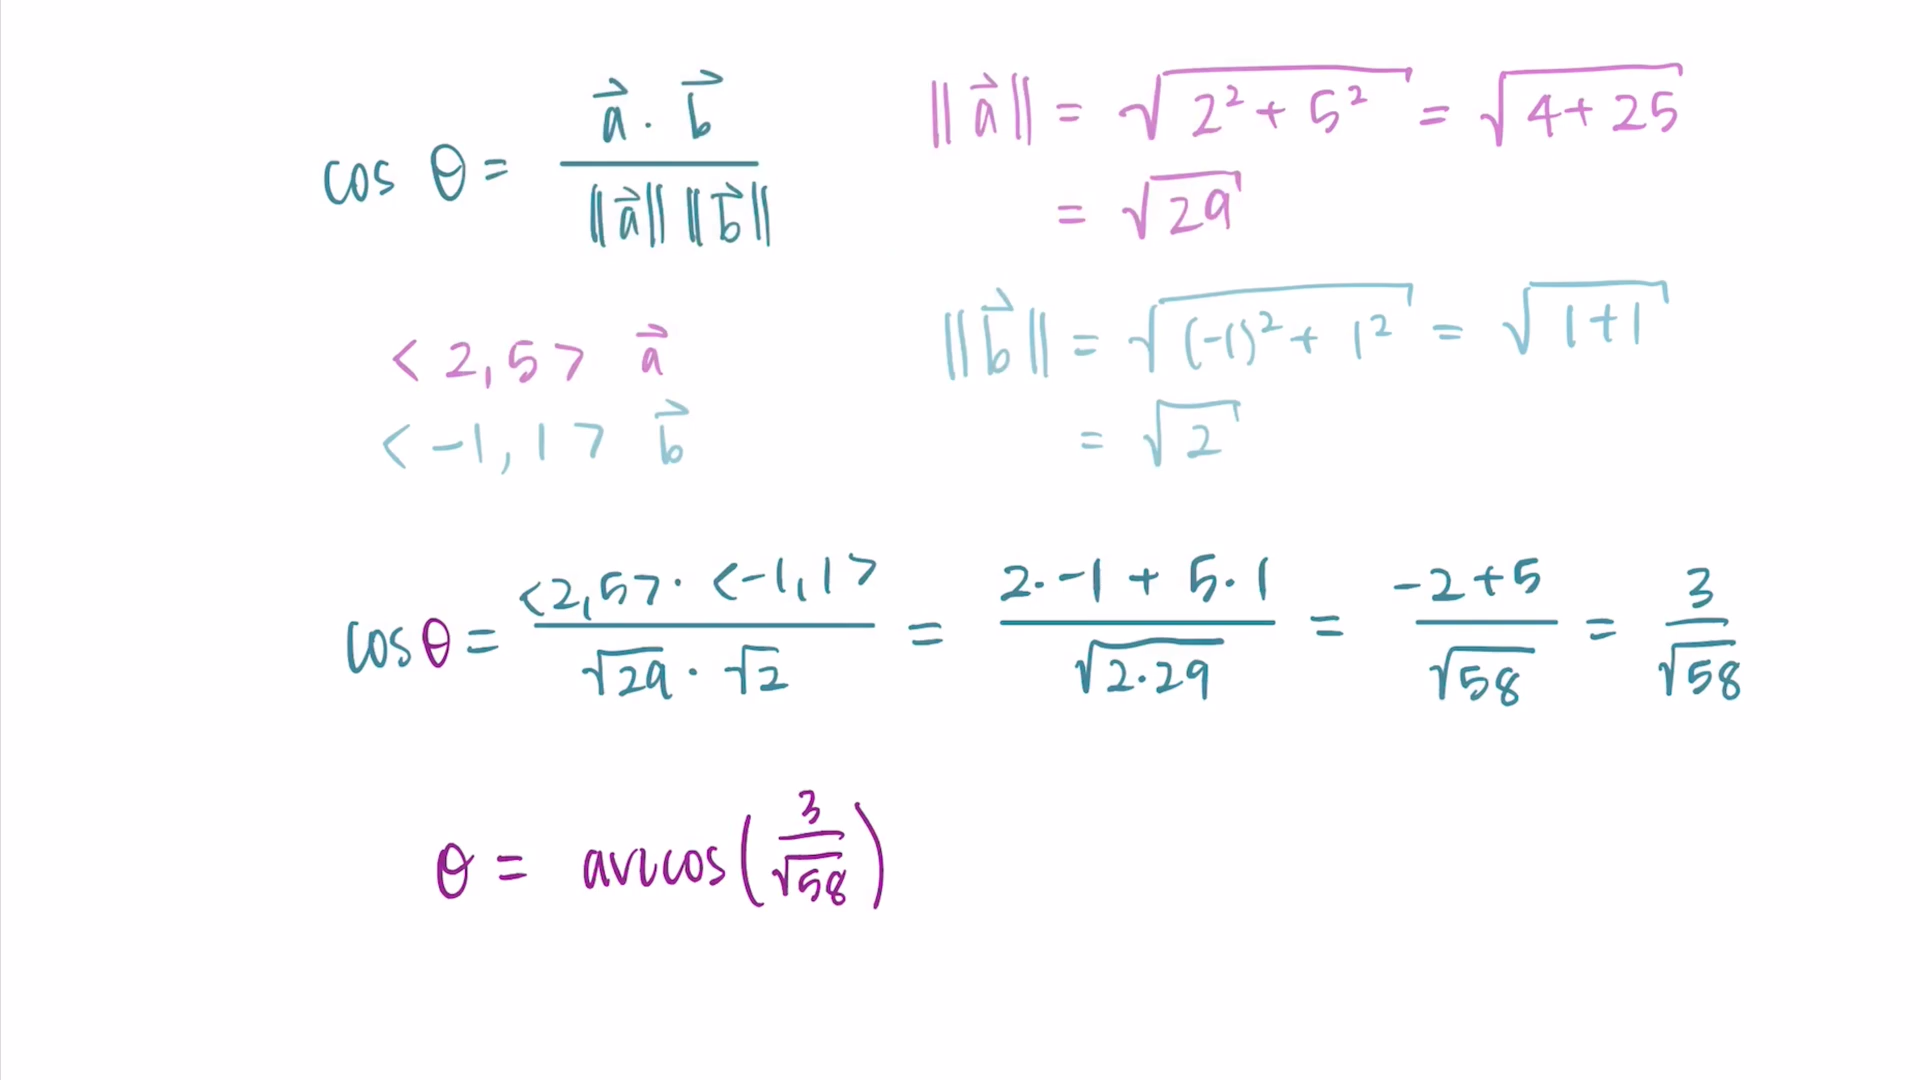 cos θ = (a⃗ · b⃗) / (||a⃗|| ||b⃗||)
||a⃗|| = √(2² + 5²) = √(4 + 25)
= √29
< 2, 5 > a⃗
< -1, 1 > b⃗
||b⃗|| = √((-1)² + 1²) = √(1 + 1)
= √2
cos θ = (<2, 5> · <-1, 1>) / (√29 · √2) = (2 · -1 + 5 · 1) / √(2 · 29) = (-2 + 5) / √58 = 3 / √58
θ = arccos(3 / √58)